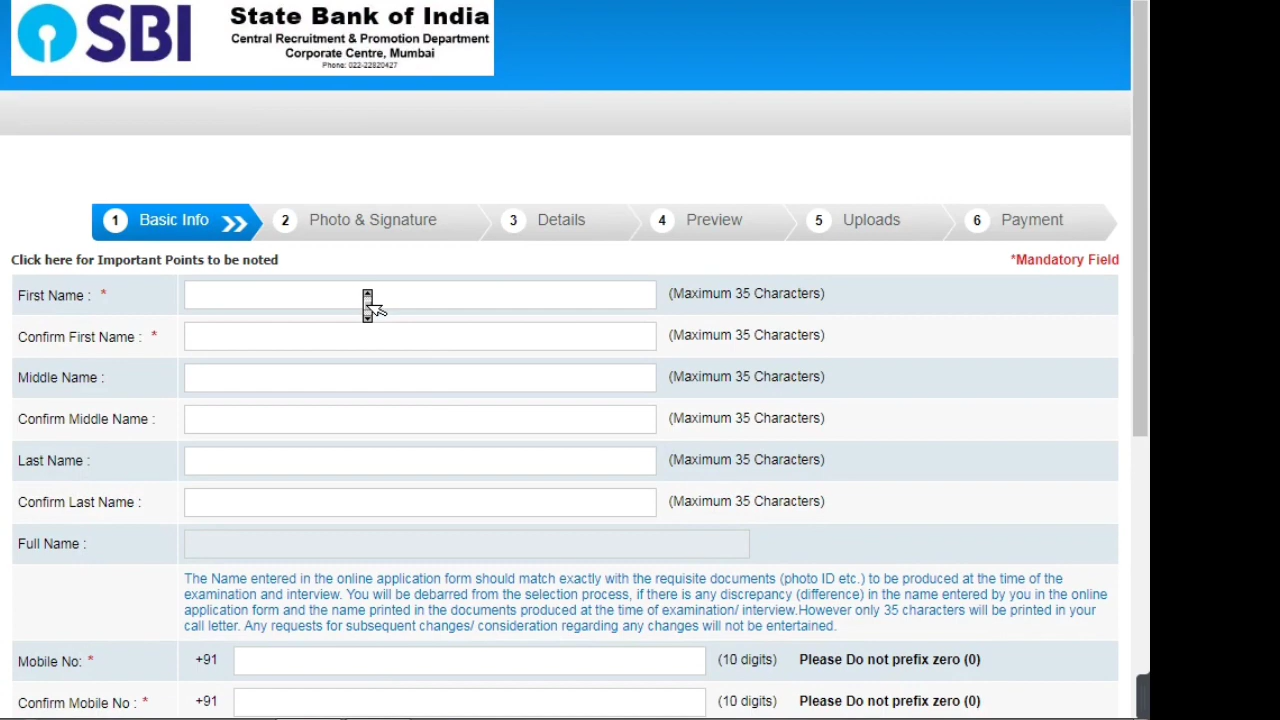 SBI
State Bank of India
Central Recruitment & Promotion Department
Corporate Centre, Mumbai
Phone: 022-22820427
1 Basic Info 2 Photo & Signature 3 Details 4 Preview 5 Uploads 6 Payment
Click here for Important Points to be noted *Mandatory Field
First Name : * (Maximum 35 Characters)
Confirm First Name : * (Maximum 35 Characters)
Middle Name : (Maximum 35 Characters)
Confirm Middle Name : (Maximum 35 Characters)
Last Name : (Maximum 35 Characters)
Confirm Last Name : (Maximum 35 Characters)
Full Name :
The Name entered in the online application form should match exactly with the requisite documents (photo ID etc.) to be produced at the time of the
examination and interview. You will be debarred from the selection process, if there is any discrepancy (difference) in the name entered by you in the online
application form and the name printed in the documents produced at the time of examination/ interview.However only 35 characters will be printed in your
call letter. Any requests for subsequent changes/ consideration regarding any changes will not be entertained.
Mobile No: * +91 (10 digits) Please Do not prefix zero (0)
Confirm Mobile No : * +91 (10 digits) Please Do not prefix zero (0)